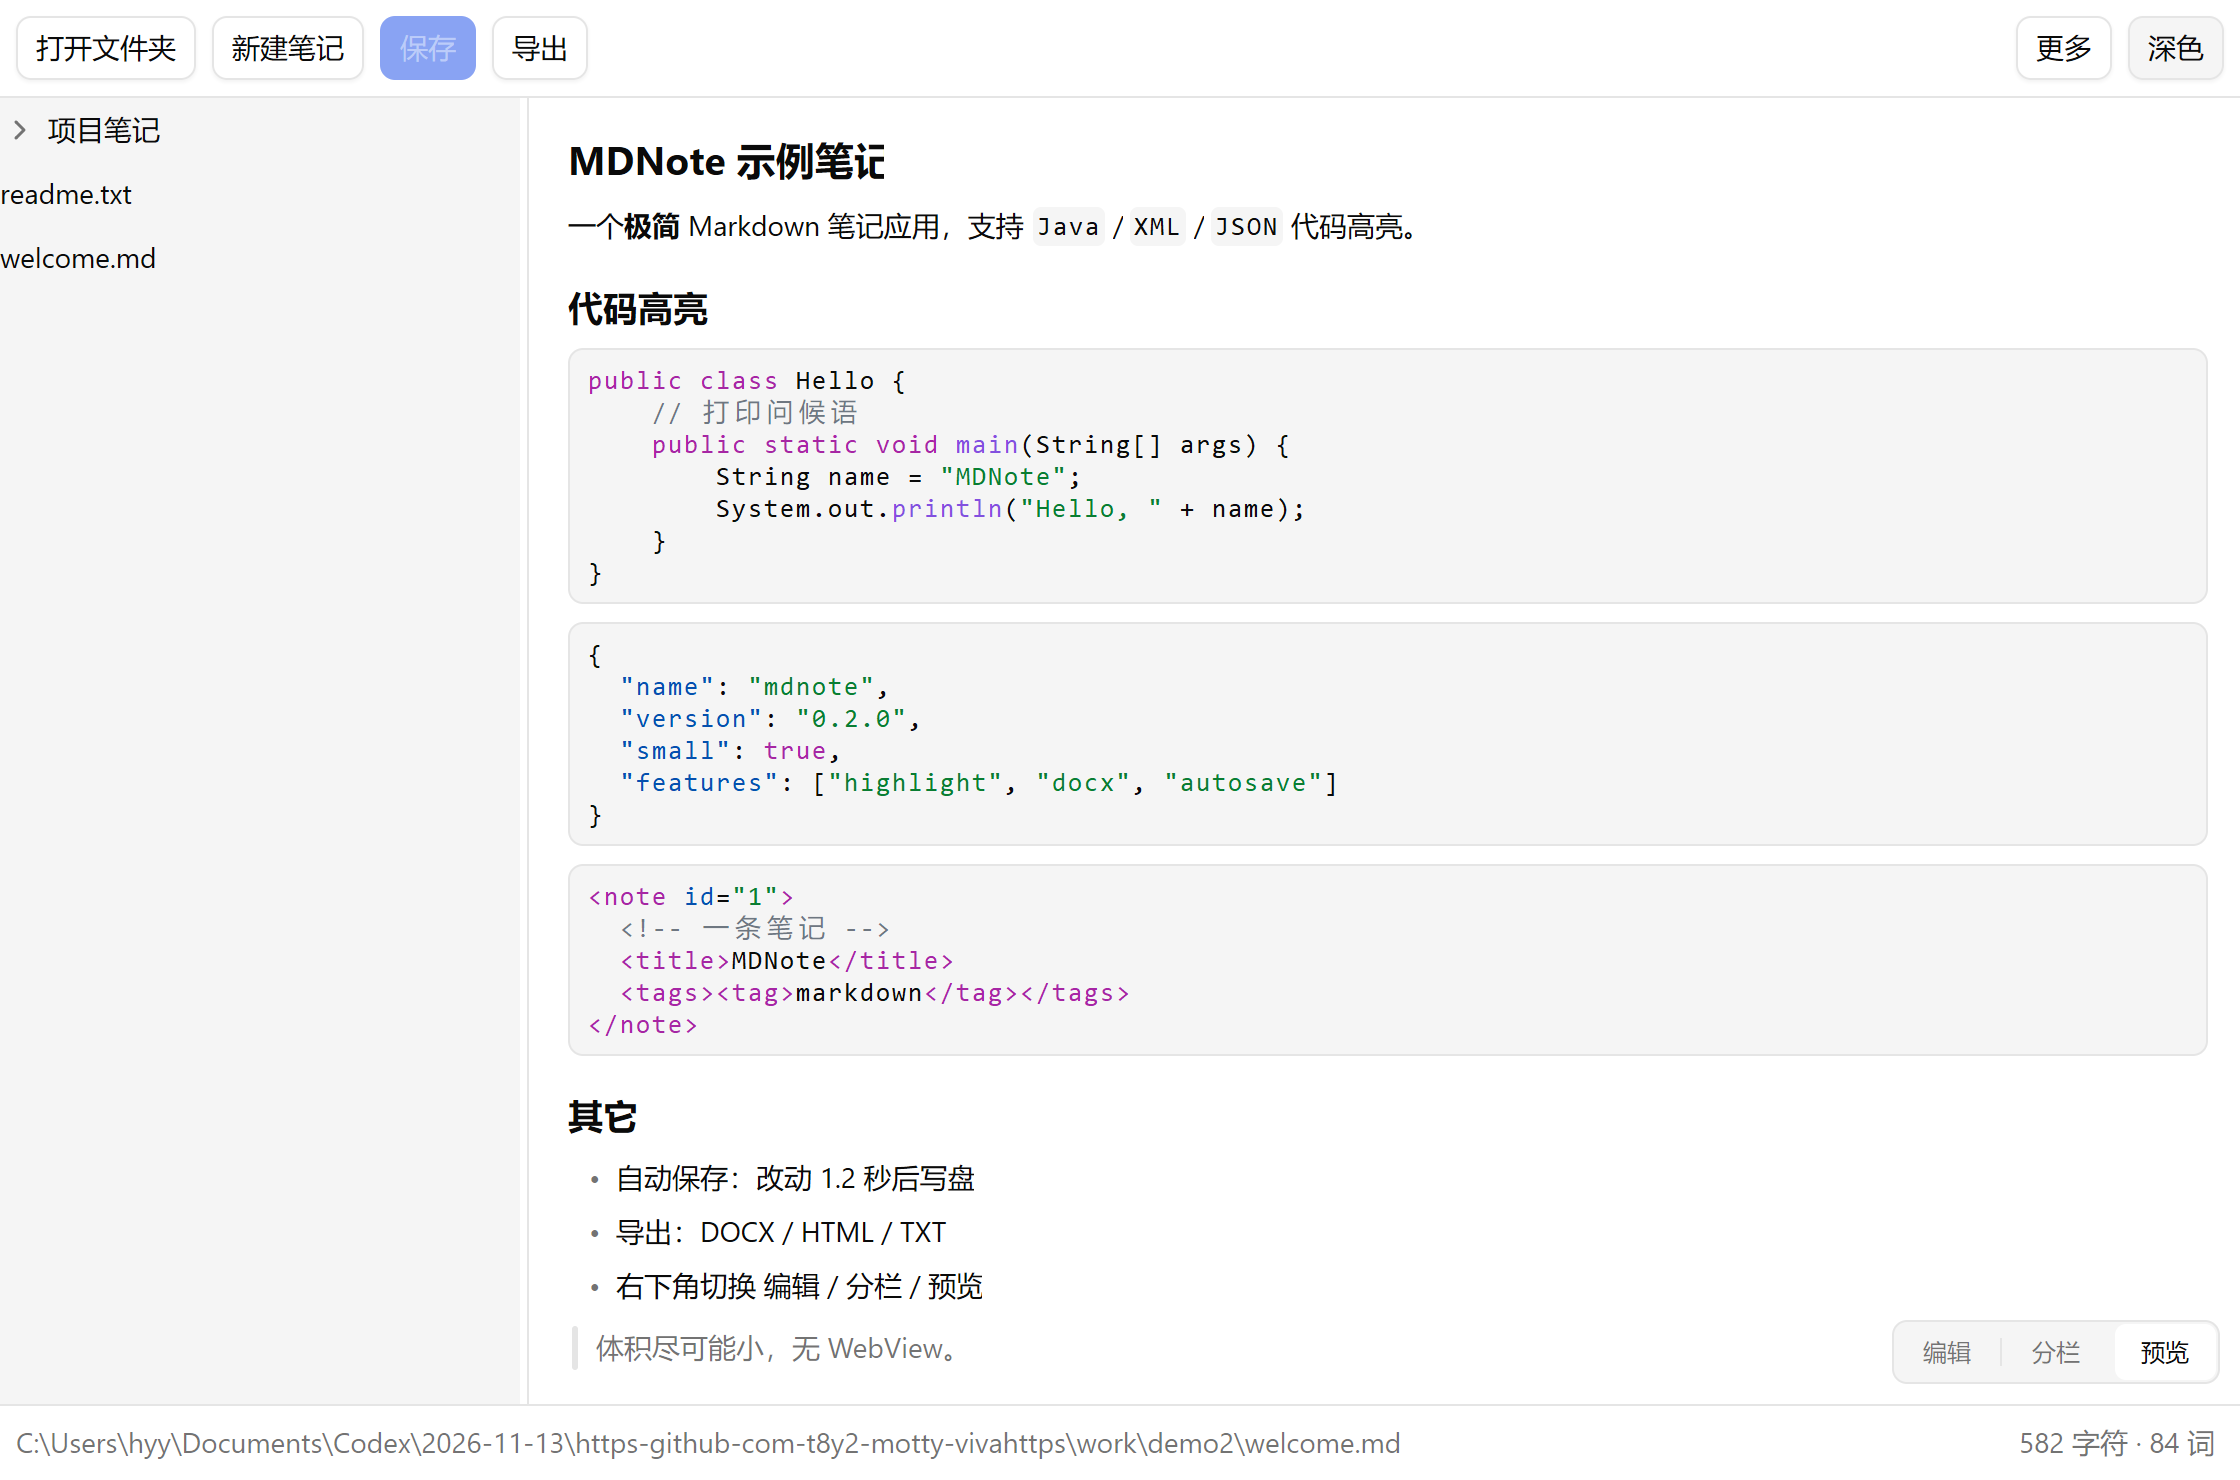 打开文件夹 新建笔记 保存 导出 更多 深色
项目笔记
readme.txt
welcome.md
MDNote 示例笔记
一个极简 Markdown 笔记应用，支持 Java / XML / JSON 代码高亮。
代码高亮
public class Hello {
    // 打印问候语
    public static void main(String[] args) {
        String name = "MDNote";
        System.out.println("Hello, " + name);
    }
}
{
  "name": "mdnote",
  "version": "0.2.0",
  "small": true,
  "features": ["highlight", "docx", "autosave"]
}
<note id="1">
  <!-- 一条笔记 -->
  <title>MDNote</title>
  <tags><tag>markdown</tag></tags>
</note>
其它
• 自动保存：改动 1.2 秒后写盘
• 导出：DOCX / HTML / TXT
• 右下角切换 编辑 / 分栏 / 预览
体积尽可能小，无 WebView。
编辑 分栏 预览
C:\Users\hyy\Documents\Codex\2026-11-13\https-github-com-t8y2-motty-vivahttps\work\demo2\welcome.md
582 字符 · 84 词